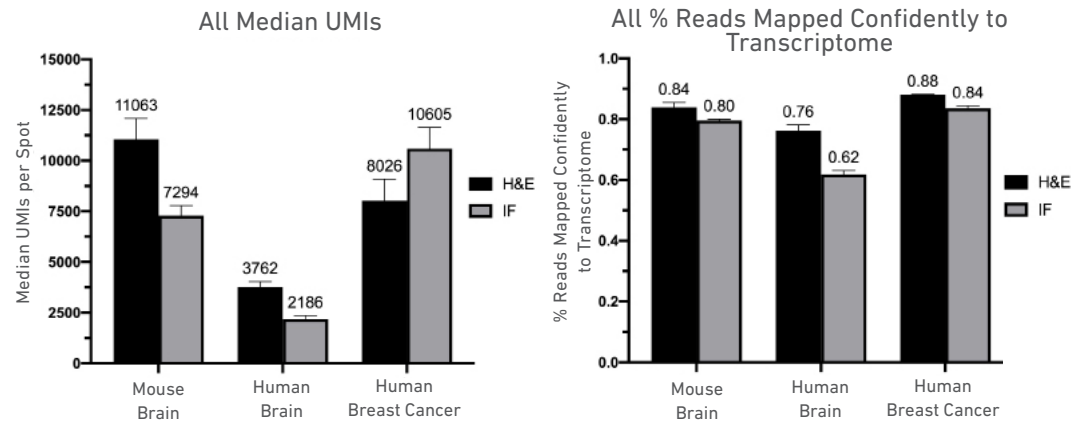 All Median UMIs
Median UMIs per Spot
15000
12500
10000
7500
5000
2500
0
11063
7294
3762
2186
8026
10605
H&E
IF
Mouse
Brain
Human
Brain
Human
Breast Cancer
All % Reads Mapped Confidently to
Transcriptome
% Reads Mapped Confidently
to Transcriptome
1.0
0.8
0.6
0.4
0.2
0.0
0.84
0.80
0.76
0.62
0.88
0.84
H&E
IF
Mouse
Brain
Human
Brain
Human
Breast Cancer